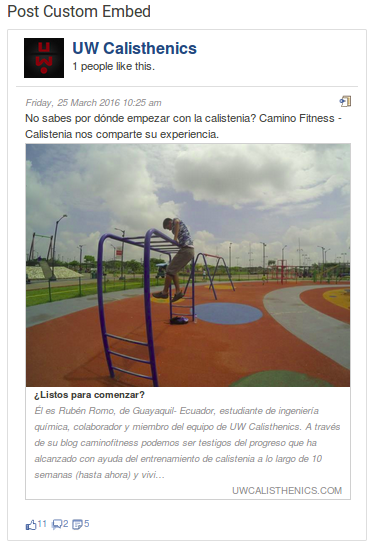 Post Custom Embed
UW
UW Calisthenics
1 people like this.
Friday, 25 March 2016 10:25 am
No sabes por dónde empezar con la calistenia? Camino Fitness -
Calistenia nos comparte su experiencia.
¿Listos para comenzar?
Él es Rubén Romo, de Guayaquil- Ecuador, estudiante de ingeniería
química, colaborador y miembro del equipo de UW Calisthenics. A través
de su blog caminofitness podemos ser testigos del progreso que ha
alcanzado con ayuda del entrenamiento de calistenia a lo largo de 10
semanas (hasta ahora) y vivi…
UWCALISTHENICS.COM
11 2 5